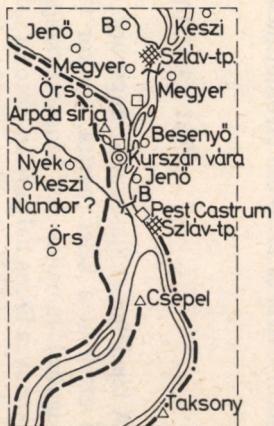 Keszi
Jenő
B
Szláv-tp.
Megyer
Megyer
Örs
Árpád sírja
Besenyő
Kurszán vára
Nyék
Jenő
Keszi
B
Nándor ?
Pest Castrum
Szláv-tp.
Örs
Csepel
Taksony